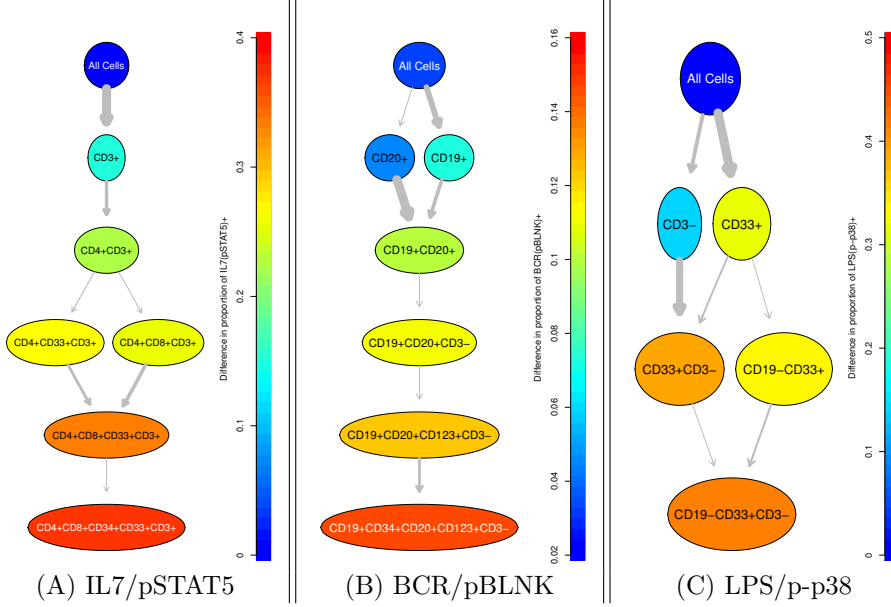 All Cells
CD3+
CD4+CD3+
CD4+CD33+CD3+
CD4+CD8+CD3+
CD4+CD8+CD33+CD3+
CD4+CD8+CD34+CD33+CD3+
0.4
0.3
0.2
0.1
0
Difference in proportion of IL7(pSTAT5)+
(A) IL7/pSTAT5
All Cells
CD20+
CD19+
CD19+CD20+
CD19+CD20+CD3−
CD19+CD20+CD123+CD3−
CD19+CD34+CD20+CD123+CD3−
0.16
0.14
0.12
0.1
0.08
0.06
0.04
0.02
Difference in proportion of BCR(pBLNK)+
(B) BCR/pBLNK
All Cells
CD3−
CD33+
CD33+CD3−
CD19−CD33+
CD19−CD33+CD3−
0.5
0.4
0.3
0.2
0.1
0
Difference in proportion of LPS(p−p38)+
(C) LPS/p-p38